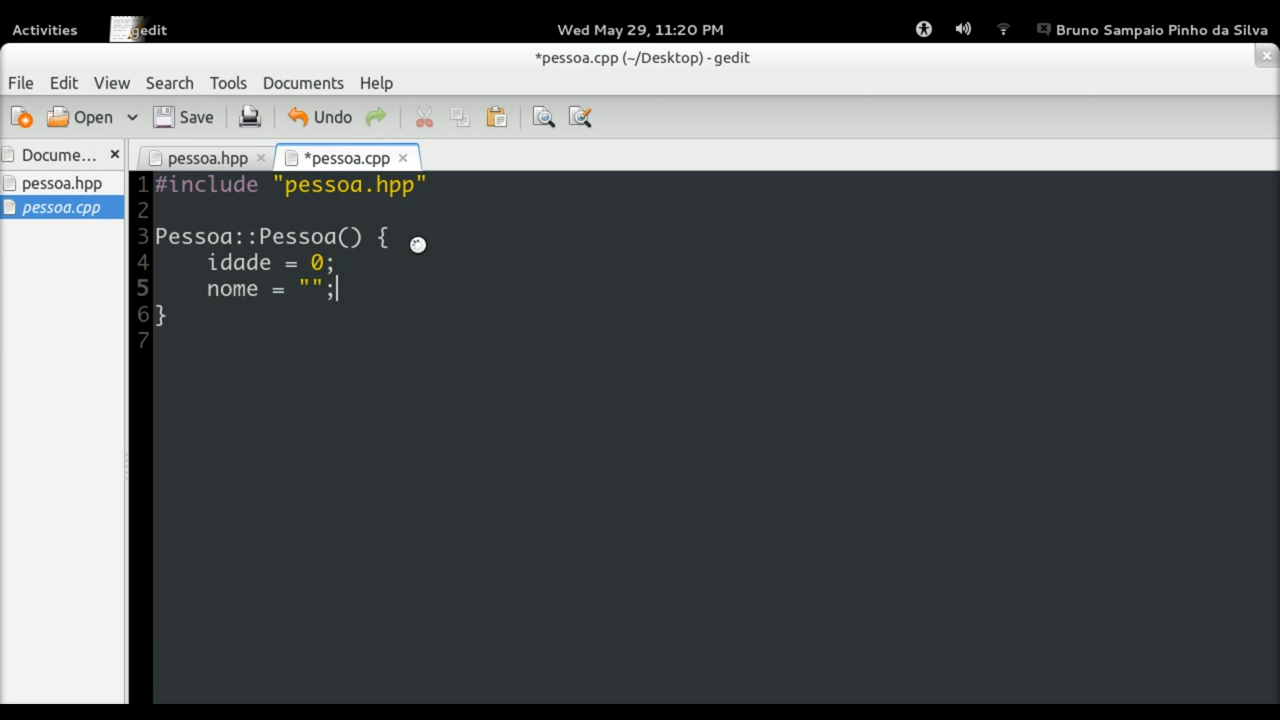 Activities gedit Wed May 29, 11:20 PM Bruno Sampaio Pinho da Silva
*pessoa.cpp (~/Desktop) - gedit
File Edit View Search Tools Documents Help
Open Save Undo
Docume... pessoa.hpp *pessoa.cpp
pessoa.hpp
pessoa.cpp
1 #include "pessoa.hpp"
2
3 Pessoa::Pessoa() {
4 idade = 0;
5 nome = "";
6 }
7